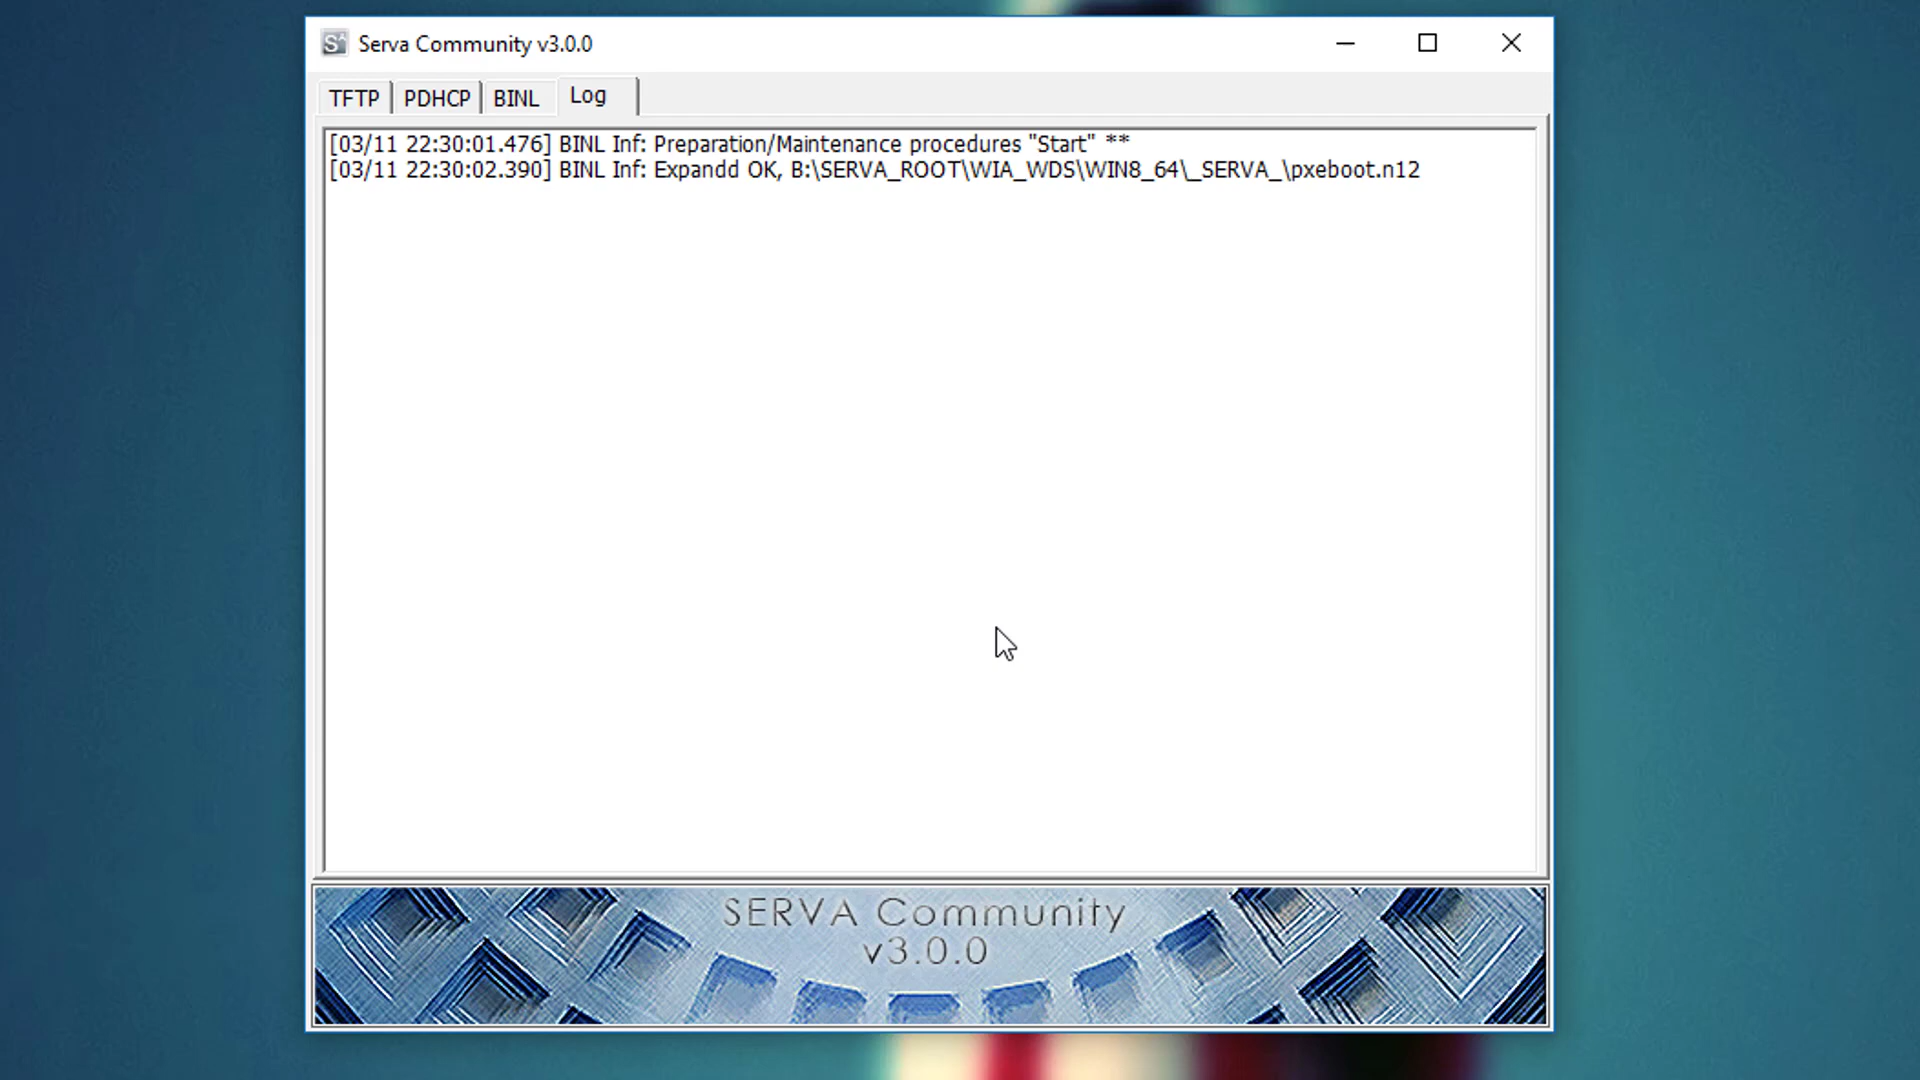 Serva Community v3.0.0
TFTP PDHCP BINL Log
[03/11 22:30:01.476] BINL Inf: Preparation/Maintenance procedures "Start" **
[03/11 22:30:02.390] BINL Inf: Expandd OK, B:\SERVA_ROOT\WIA_WDS\WIN8_64\_SERVA_\pxeboot.n12
SERVA Community
v3.0.0